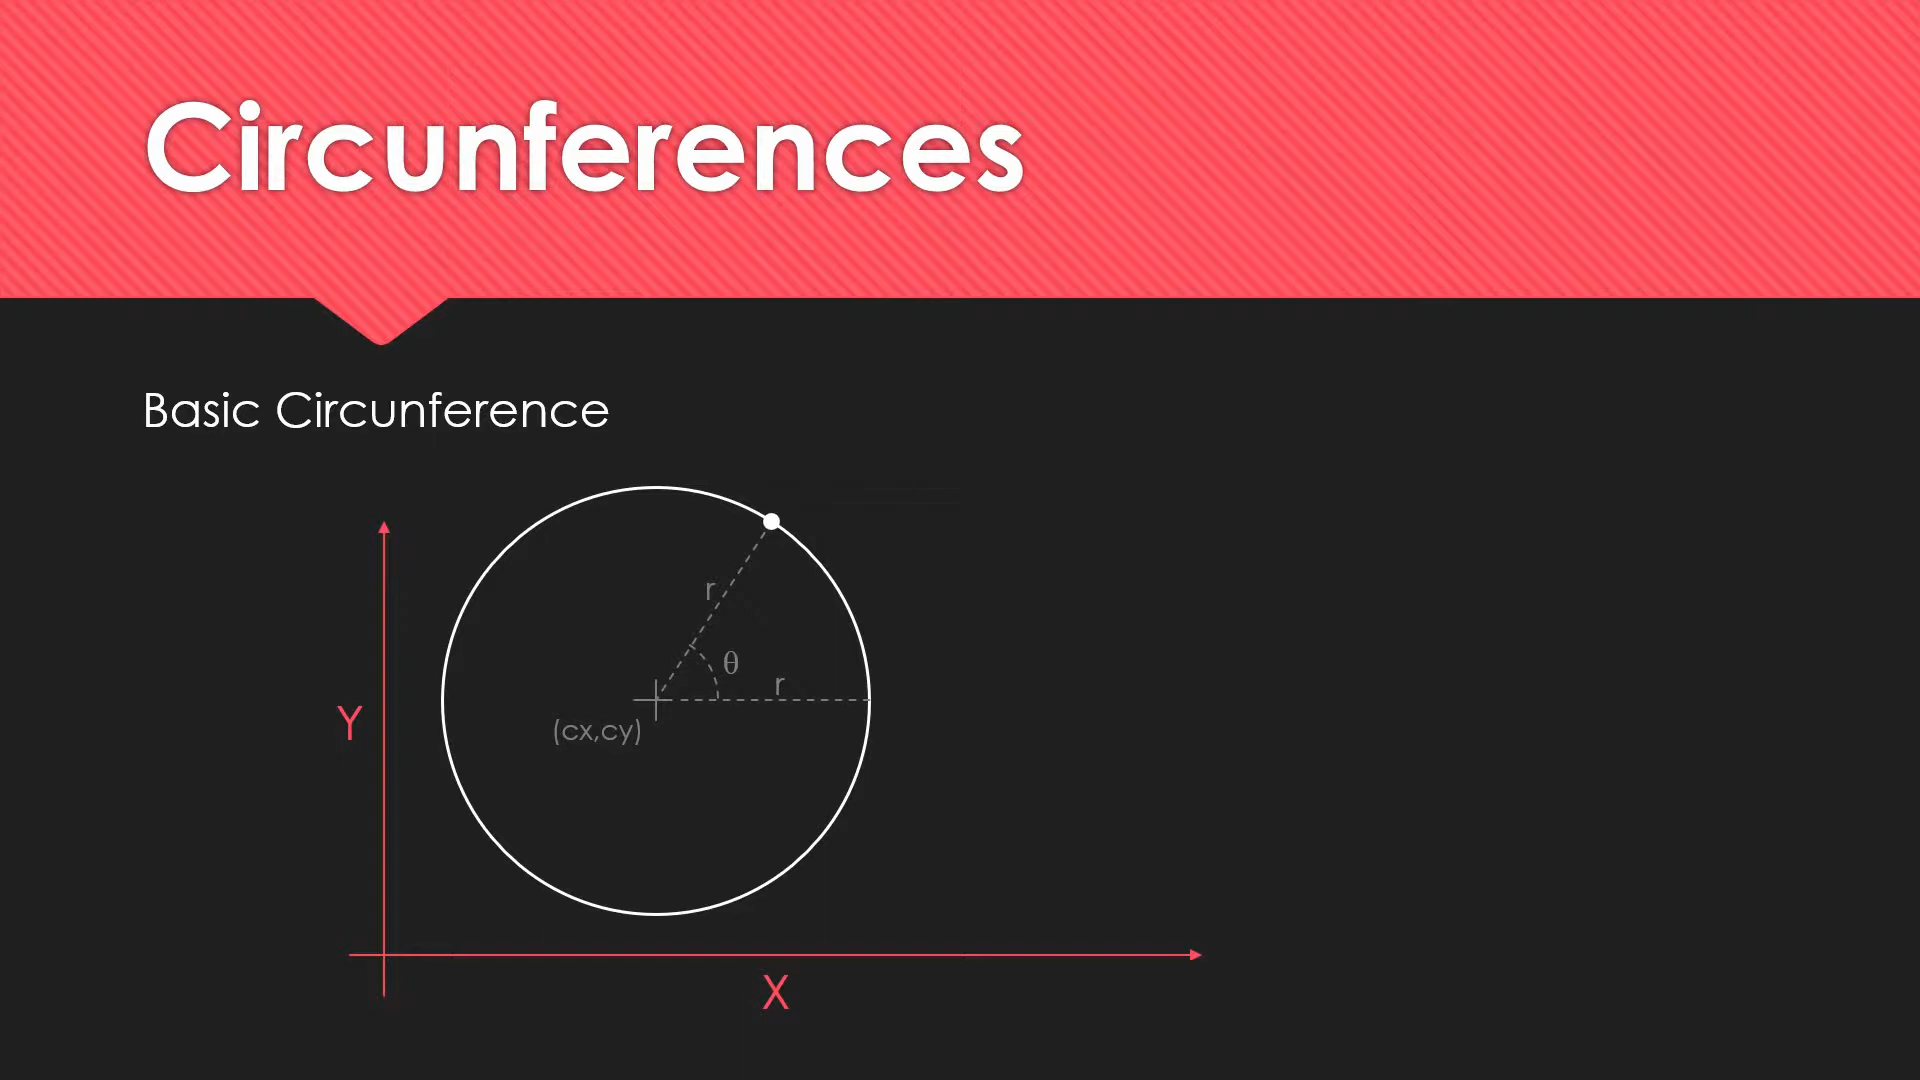 Circunferences
Basic Circunference
r
θ
r
(cx,cy)
Y
X